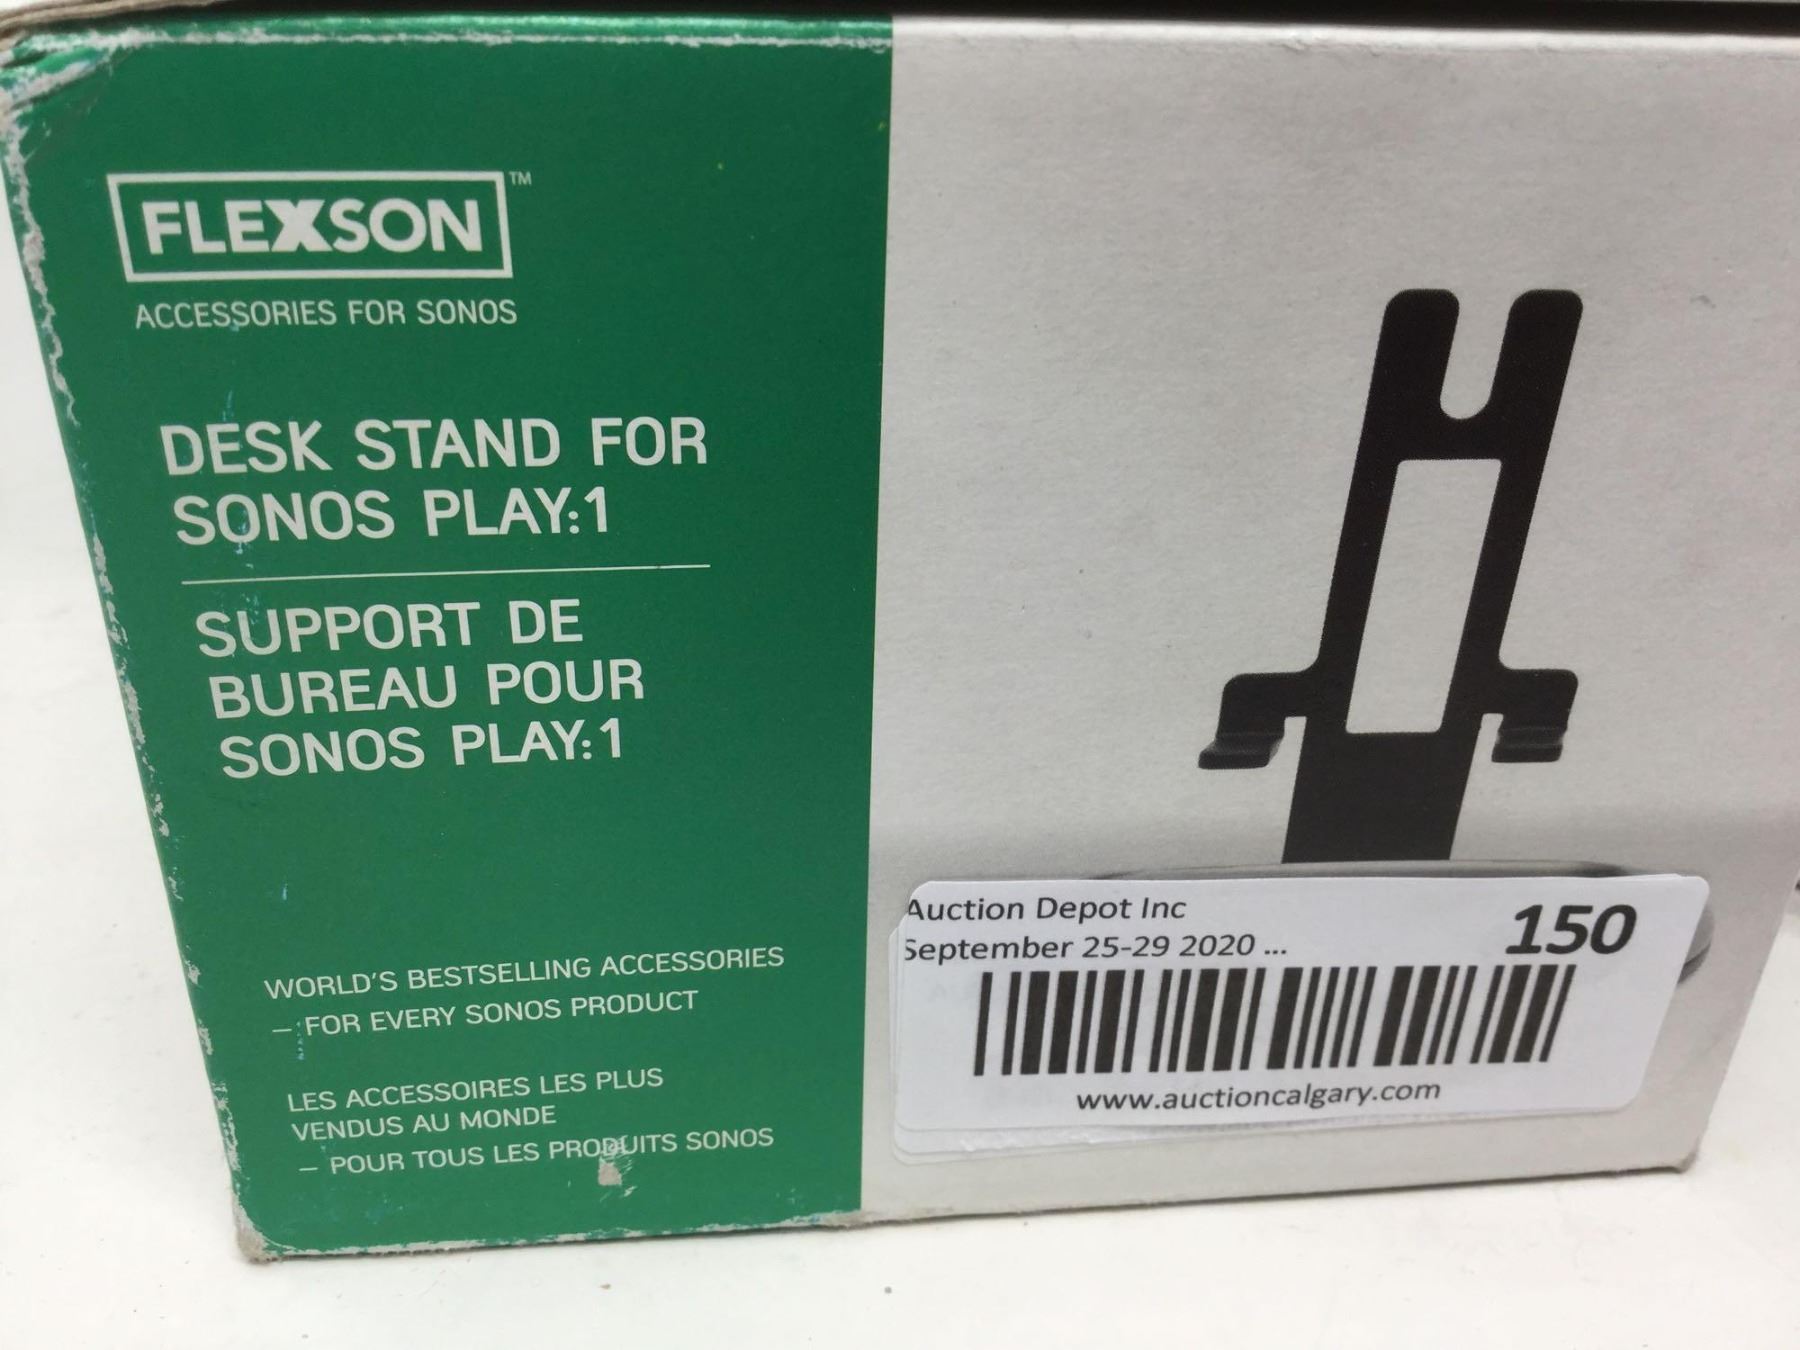 FLEXSON™
ACCESSORIES FOR SONOS
DESK STAND FOR
SONOS PLAY:1
SUPPORT DE
BUREAU POUR
SONOS PLAY:1
WORLD'S BESTSELLING ACCESSORIES
– FOR EVERY SONOS PRODUCT
LES ACCESSOIRES LES PLUS
VENDUS AU MONDE
– POUR TOUS LES PRODUITS SONOS
Auction Depot Inc
September 25-29 2020 ...
150
www.auctioncalgary.com